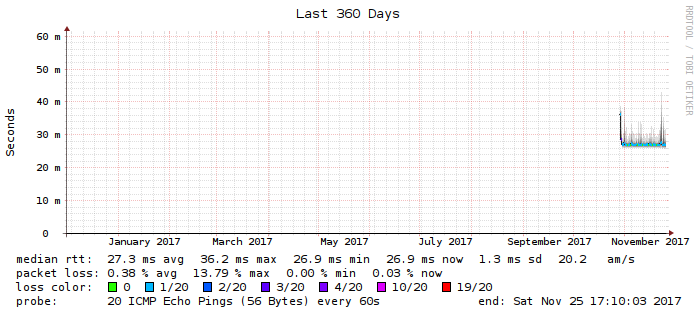 Last 360 Days
RRDTOOL / TOBI OETIKER
Seconds
60 m
50 m
40 m
30 m
20 m
10 m
0
January 2017 March 2017 May 2017 July 2017 September 2017 November 2017
median rtt: 27.3 ms avg 36.2 ms max 26.9 ms min 26.9 ms now 1.3 ms sd 20.2 am/s
packet loss: 0.38 % avg 13.79 % max 0.00 % min 0.03 % now
loss color: 0 1/20 2/20 3/20 4/20 10/20 19/20
probe: 20 ICMP Echo Pings (56 Bytes) every 60s end: Sat Nov 25 17:10:03 2017